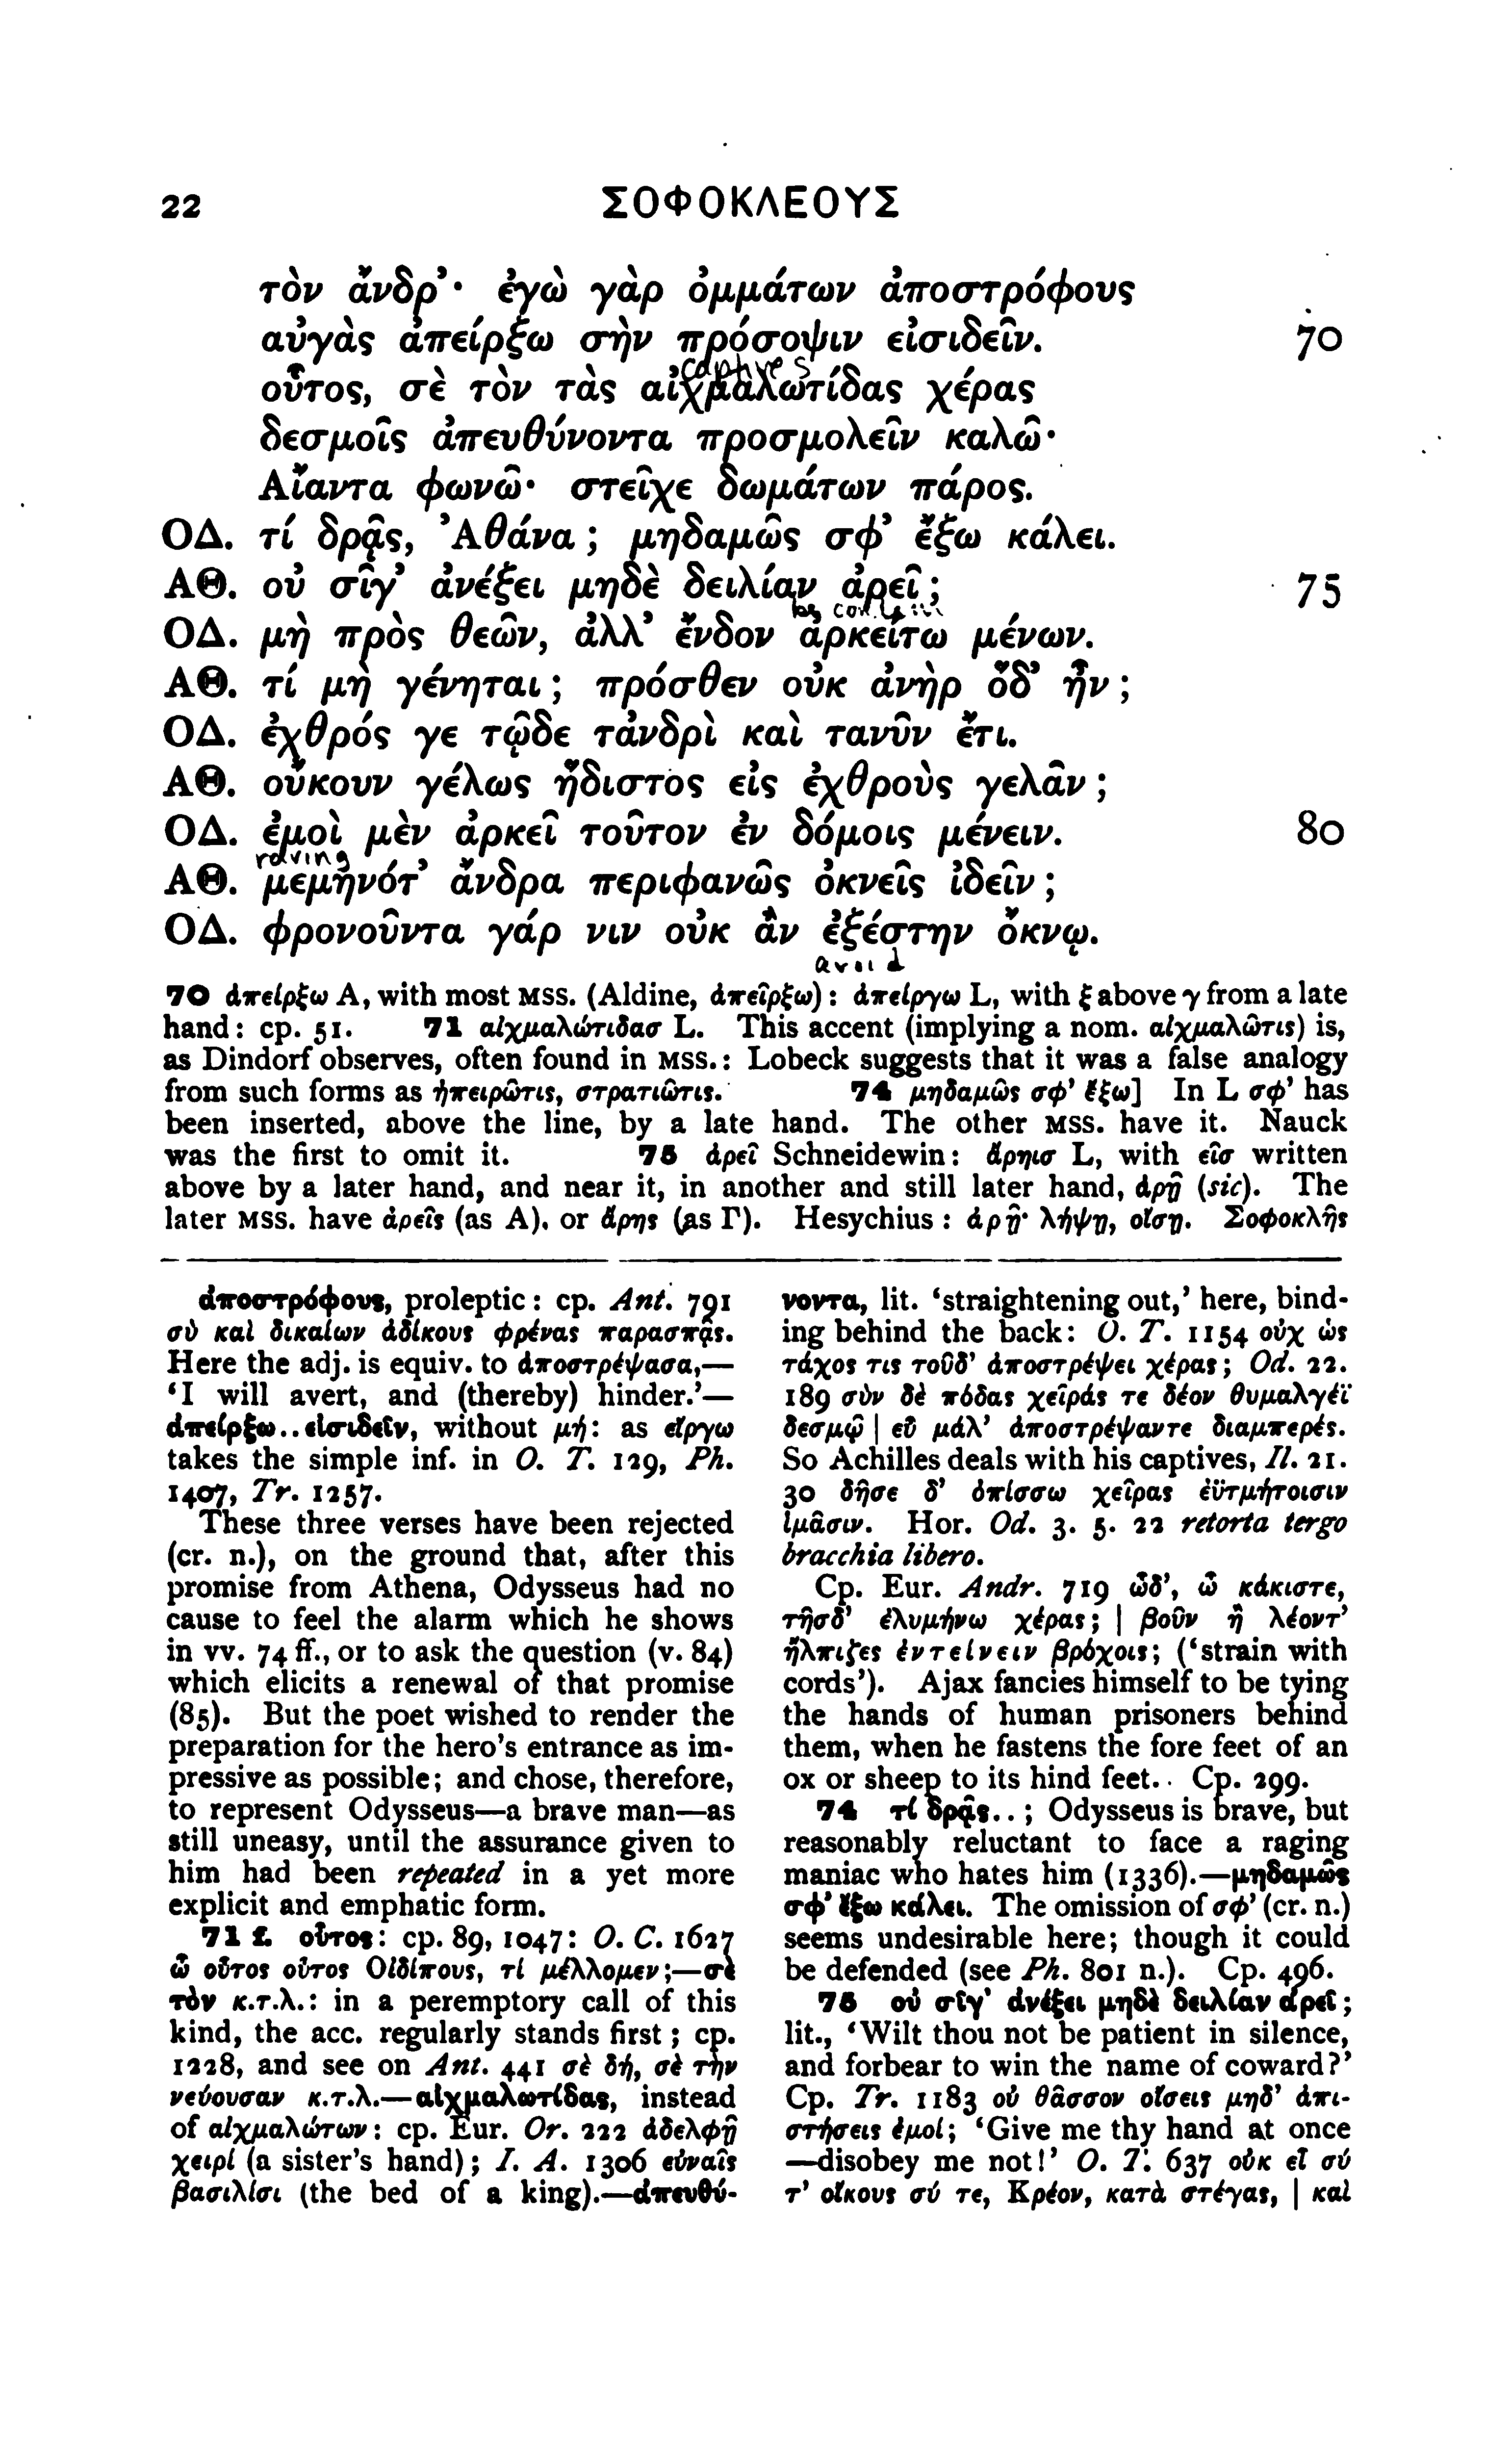 22 ΣΟΦΟΚΛΕΟΥΣ
τὸν ἄνδρ’· ἐγὼ γὰρ ὀμμάτων ἀποστρόφους
αὐγὰς ἀπείρξω σὴν πρόσοψιν εἰσιδεῖν. 70
captives
οὗτος, σὲ τὸν τὰς αἰχμαλωτίδας χέρας
δεσμοῖς ἀπευθύνοντα προσμολεῖν καλῶ·
Αἴαντα φωνῶ· στεῖχε δωμάτων πάρος.
ΟΔ. τί δρᾷς, Ἀθάνα; μηδαμῶς σφ’ ἔξω κάλει.
ΑΘ. οὐ σῖγ’ ἀνέξει μηδὲ δειλίαν ἀρεῖ; 75
ΟΔ. μὴ πρὸς θεῶν, ἀλλ’ ἔνδον ἀρκείτω μένων.
ΑΘ. τί μὴ γένηται; πρόσθεν οὐκ ἀνὴρ ὅδ’ ἦν;
ΟΔ. ἐχθρός γε τῷδε τἀνδρὶ καὶ τανῦν ἔτι.
ΑΘ. οὔκουν γέλως ἥδιστος εἰς ἐχθροὺς γελᾶν;
ΟΔ. ἐμοὶ μὲν ἀρκεῖ τοῦτον ἐν δόμοις μένειν. 80
raving
ΑΘ. μεμηνότ’ ἄνδρα περιφανῶς ὀκνεῖς ἰδεῖν;
ΟΔ. φρονοῦντα γάρ νιν οὐκ ἂν ἐξέστην ὄκνῳ.
avoid
70 ἀπείρξω A, with most MSS. (Aldine, ἀπεῖρξω): ἀπείργω L, with ξ above γ from a late
hand: cp. 51. 71 αἰχμαλώτιδασ L. This accent (implying a nom. αἰχμαλῶτις) is,
as Dindorf observes, often found in MSS.: Lobeck suggests that it was a false analogy
from such forms as ἠπειρῶτις, στρατιῶτις. 74 μηδαμῶς σφ’ ἔξω] In L σφ’ has
been inserted, above the line, by a late hand. The other MSS. have it. Nauck
was the first to omit it. 75 ἀρεῖ Schneidewin: ἄρηισ L, with εῖσ written
above by a later hand, and near it, in another and still later hand, ἀρῇ (sic). The
later MSS. have ἀρεῖς (as A), or ἄρης (as Γ). Hesychius: ἀρῇ· λήψῃ, οἴσῃ. Σοφοκλῆς
ἀποστρόφους, proleptic: cp. Ant. 791
σὺ καὶ δικαίων ἀδίκους φρένας παρασπᾷς.
Here the adj. is equiv. to ἀποστρέψασα,—
‘I will avert, and (thereby) hinder.’—
ἀπείρξω..εἰσιδεῖν, without μή: as εἴργω
takes the simple inf. in O. T. 129, Ph.
1407, Tr. 1257.
These three verses have been rejected
(cr. n.), on the ground that, after this
promise from Athena, Odysseus had no
cause to feel the alarm which he shows
in vv. 74 ff., or to ask the question (v. 84)
which elicits a renewal of that promise
(85). But the poet wished to render the
preparation for the hero’s entrance as im-
pressive as possible; and chose, therefore,
to represent Odysseus—a brave man—as
still uneasy, until the assurance given to
him had been repeated in a yet more
explicit and emphatic form.
71 f. οὗτος: cp. 89, 1047: O. C. 1627
ὦ οὗτος οὗτος Οἰδίπους, τί μέλλομεν;—σὲ
τὸν κ.τ.λ.: in a peremptory call of this
kind, the acc. regularly stands first; cp.
1228, and see on Ant. 441 σὲ δή, σὲ τὴν
νεύουσαν κ.τ.λ.—αἰχμαλωτίδας, instead
of αἰχμαλώτων: cp. Eur. Or. 222 ἀδελφῇ
χειρί (a sister’s hand); I. A. 1306 εὐναῖς
βασιλίσι (the bed of a king).—ἀπευθύ-
νοντα, lit. ‘straightening out,’ here, bind-
ing behind the back: O. T. 1154 οὐχ ὡς
τάχος τις τοῦδ’ ἀποστρέψει χέρας; Od. 22.
189 σὺν δὲ πόδας χεῖράς τε δέον θυμαλγέϊ
δεσμῷ | εὖ μάλ’ ἀποστρέψαντε διαμπερές.
So Achilles deals with his captives, Il. 21.
30 δῆσε δ’ ὀπίσσω χεῖρας ἐϋτμήτοισιν
ἱμᾶσιν. Hor. Od. 3. 5. 22 retorta tergo
bracchia libero.
Cp. Eur. Andr. 719 ὧδ’, ὦ κάκιστε,
τῆσδ’ ἐλυμήνω χέρας; | βοῦν ἢ λέοντ’
ἤλπιζες ἐντείνειν βρόχοις; (‘strain with
cords’). Ajax fancies himself to be tying
the hands of human prisoners behind
them, when he fastens the fore feet of an
ox or sheep to its hind feet. Cp. 299.
74 τί δρᾷς..; Odysseus is brave, but
reasonably reluctant to face a raging
maniac who hates him (1336).—μηδαμῶς
σφ’ ἔξω κάλει. The omission of σφ’ (cr. n.)
seems undesirable here; though it could
be defended (see Ph. 801 n.). Cp. 496.
75 οὐ σῖγ’ ἀνέξει μηδὲ δειλίαν ἀρεῖ;
lit., ‘Wilt thou not be patient in silence,
and forbear to win the name of coward?’
Cp. Tr. 1183 οὐ θᾶσσον οἴσεις μηδ’ ἀπι-
στήσεις ἐμοί; ‘Give me thy hand at once
—disobey me not!’ O. T. 637 οὐκ εἶ σύ
τ’ οἴκους σύ τε, Κρέον, κατὰ στέγας, | καὶ